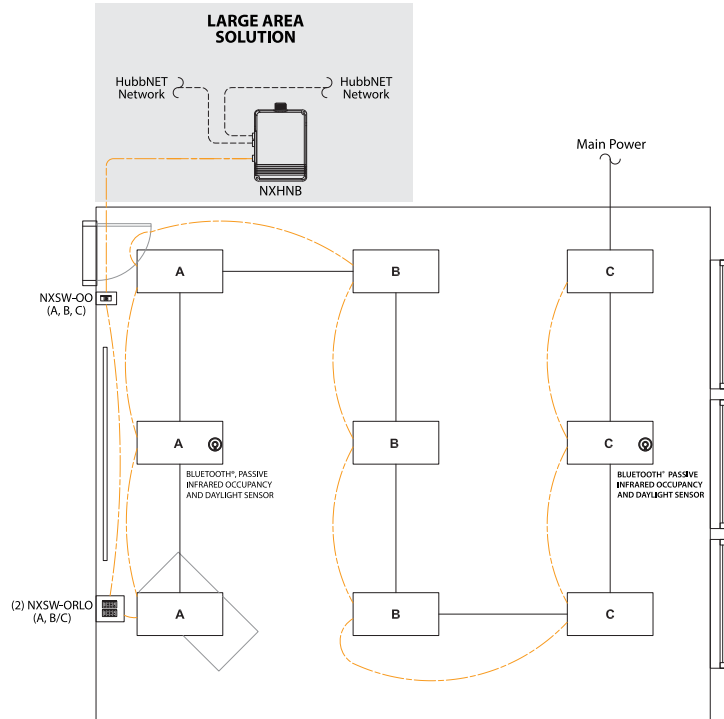 LARGE AREA
SOLUTION
HubbNET
Network
HubbNET
Network
NXHNB
Main Power
A
B
C
NXSW-OO
(A, B, C)
A
B
C
BLUETOOTH®, PASSIVE
INFRARED OCCUPANCY
AND DAYLIGHT SENSOR
BLUETOOTH® PASSIVE
INFRARED OCCUPANCY
AND DAYLIGHT SENSOR
(2) NXSW-ORLO
(A, B/C)
A
B
C